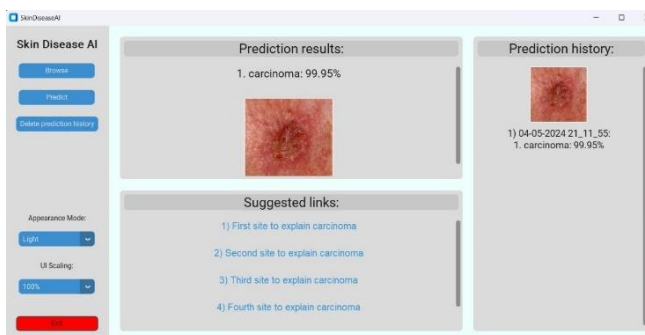 SkinDiseaseAI
Skin Disease AI
Browse
Predict
Delete prediction history
Appearance Mode:
Light
UI Scaling:
100%
Exit
Prediction results:
1. carcinoma: 99.95%
Suggested links:
1) First site to explain carcinoma
2) Second site to explain carcinoma
3) Third site to explain carcinoma
4) Fourth site to explain carcinoma
Prediction history:
1) 04-05-2024 21_11_55:
1. carcinoma: 99.95%